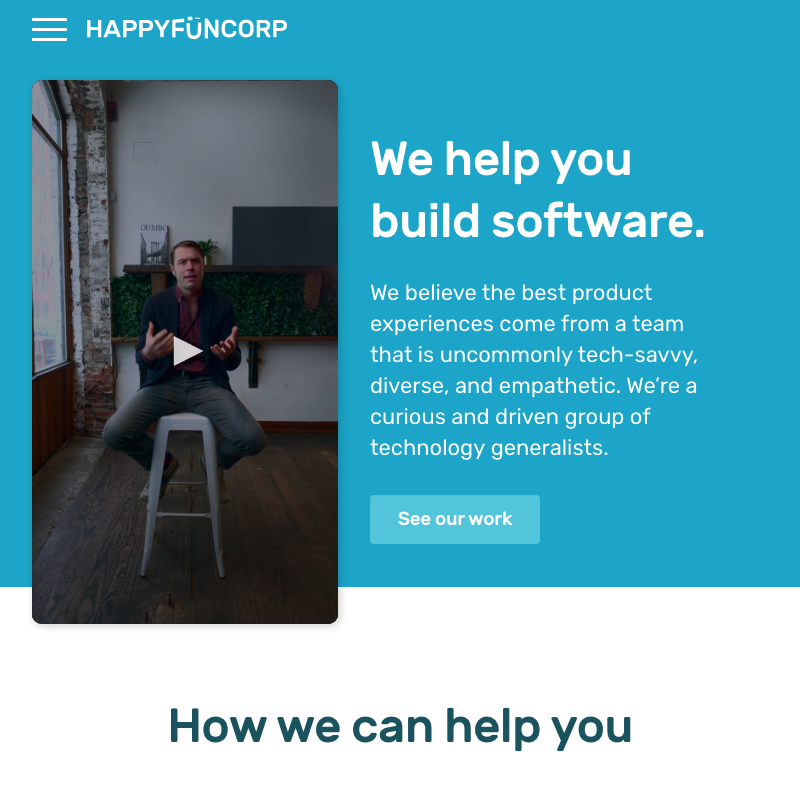 HAPPYFÜNCORP
DUMBO
We help you
build software.
We believe the best product
experiences come from a team
that is uncommonly tech-savvy,
diverse, and empathetic. We’re a
curious and driven group of
technology generalists.
See our work
How we can help you